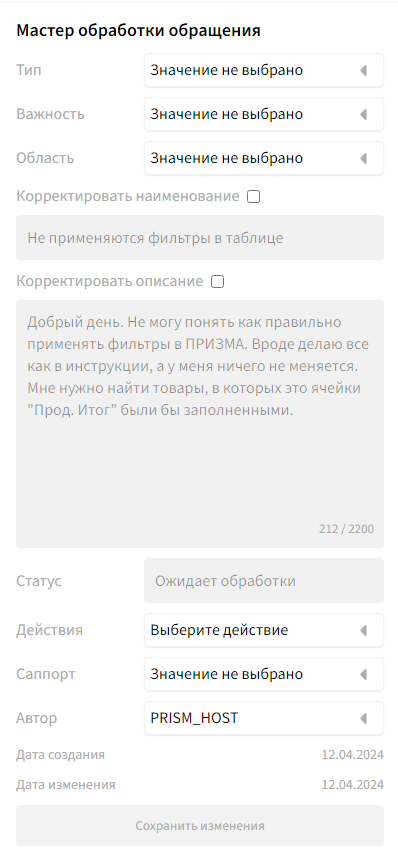 Мастер обработки обращения
Тип Значение не выбрано
Важность Значение не выбрано
Область Значение не выбрано
Корректировать наименование
Не применяются фильтры в таблице
Корректировать описание
Добрый день. Не могу понять как правильно
применять фильтры в ПРИЗМА. Вроде делаю все
как в инструкции, а у меня ничего не меняется.
Мне нужно найти товары, в которых это ячейки
"Прод. Итог" были бы заполненными.
212 / 2200
Статус Ожидает обработки
Действия Выберите действие
Саппорт Значение не выбрано
Автор PRISM_HOST
Дата создания 12.04.2024
Дата изменения 12.04.2024
Сохранить изменения